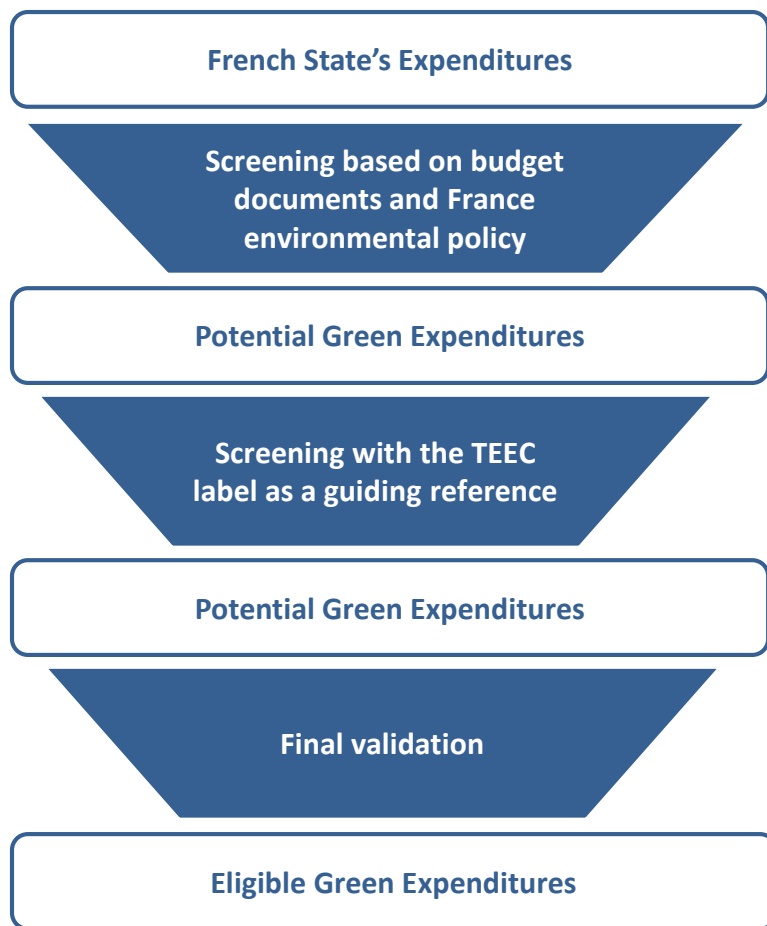 French State’s Expenditures
Screening based on budget
documents and France
environmental policy
Potential Green Expenditures
Screening with the TEEC
label as a guiding reference
Potential Green Expenditures
Final validation
Eligible Green Expenditures